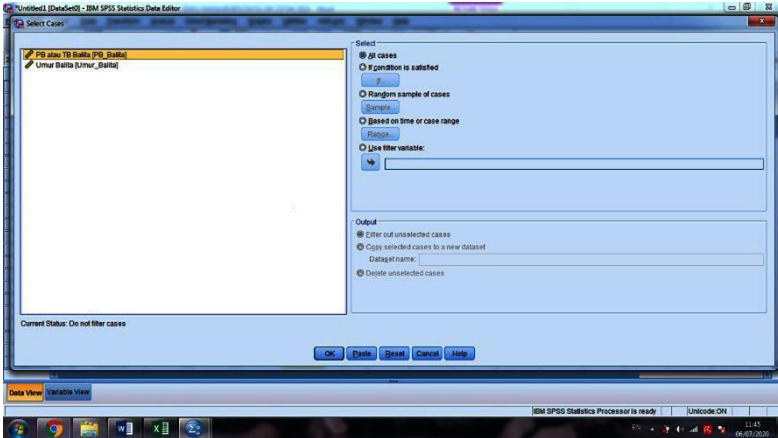 *Untitled1 [DataSet0] - IBM SPSS Statistics Data Editor
Select Cases
PB atau TB Balita [PB_Balita]
Umur Balita [Umur_Balita]
Select
All cases
If condition is satisfied
If...
Random sample of cases
Sample...
Based on time or case range
Range...
Use filter variable:
Output
Filter out unselected cases
Copy selected cases to a new dataset
Dataset name:
Delete unselected cases
Current Status: Do not filter cases
OK Paste Reset Cancel Help
Data View Variable View
IBM SPSS Statistics Processor is ready Unicode:ON
EN 11:45
06/07/2020